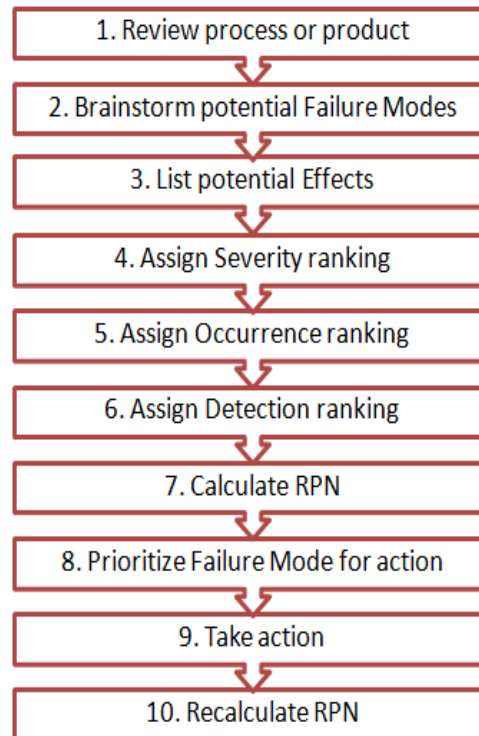 1. Review process or product
2. Brainstorm potential Failure Modes
3. List potential Effects
4. Assign Severity ranking
5. Assign Occurrence ranking
6. Assign Detection ranking
7. Calculate RPN
8. Prioritize Failure Mode for action
9. Take action
10. Recalculate RPN